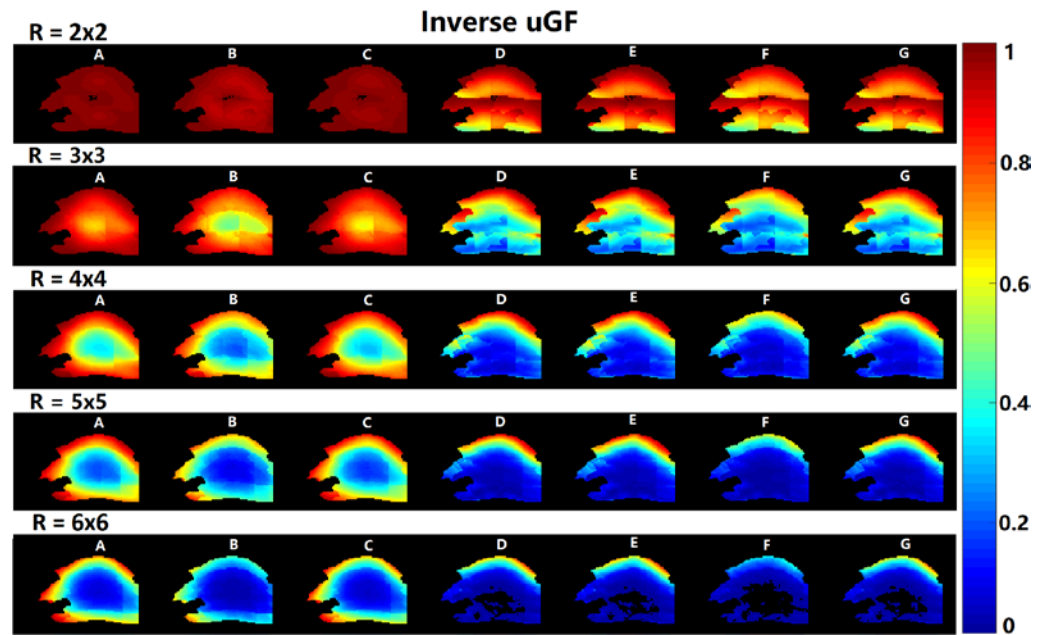 Inverse uGF
R = 2x2
A B C D E F G
R = 3x3
A B C D E F G
R = 4x4
A B C D E F G
R = 5x5
A B C D E F G
R = 6x6
A B C D E F G
1
0.8
0.6
0.4
0.2
0